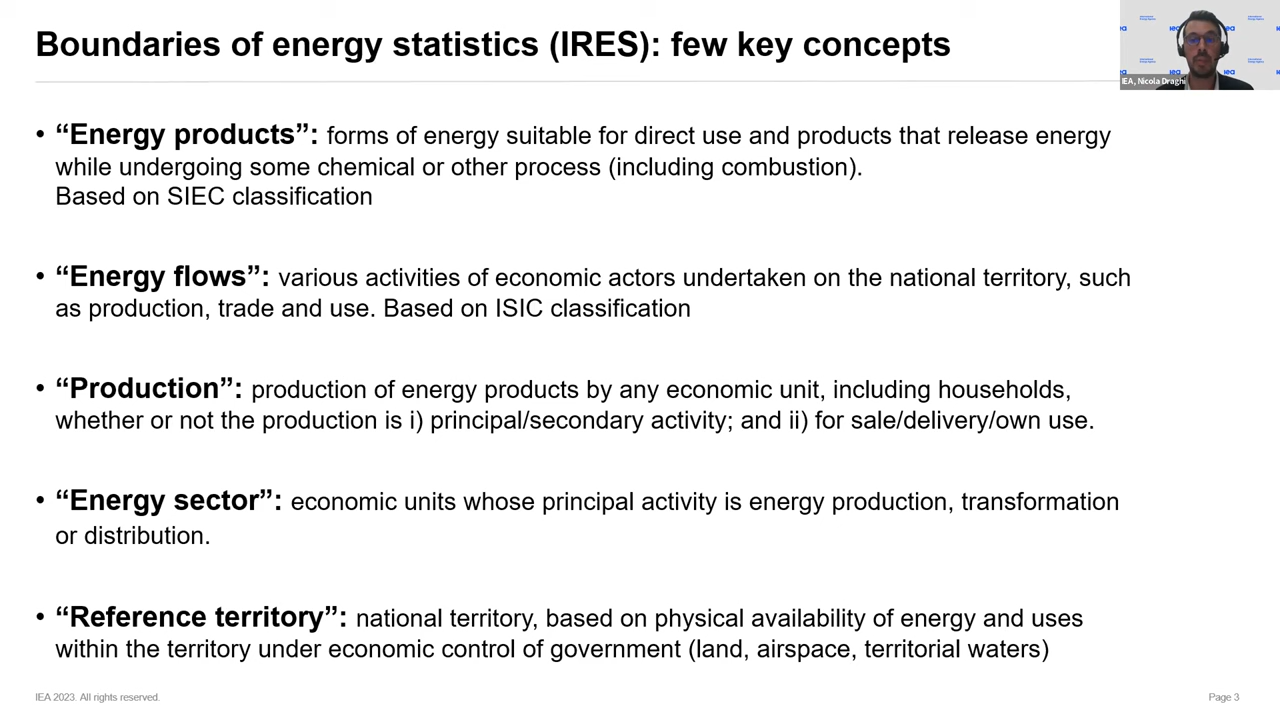 Boundaries of energy statistics (IRES): few key concepts
IEA, Nicola Draghi
• “Energy products”: forms of energy suitable for direct use and products that release energy
while undergoing some chemical or other process (including combustion).
Based on SIEC classification
• “Energy flows”: various activities of economic actors undertaken on the national territory, such
as production, trade and use. Based on ISIC classification
• “Production”: production of energy products by any economic unit, including households,
whether or not the production is i) principal/secondary activity; and ii) for sale/delivery/own use.
• “Energy sector”: economic units whose principal activity is energy production, transformation
or distribution.
• “Reference territory”: national territory, based on physical availability of energy and uses
within the territory under economic control of government (land, airspace, territorial waters)
IEA 2023. All rights reserved.
Page 3